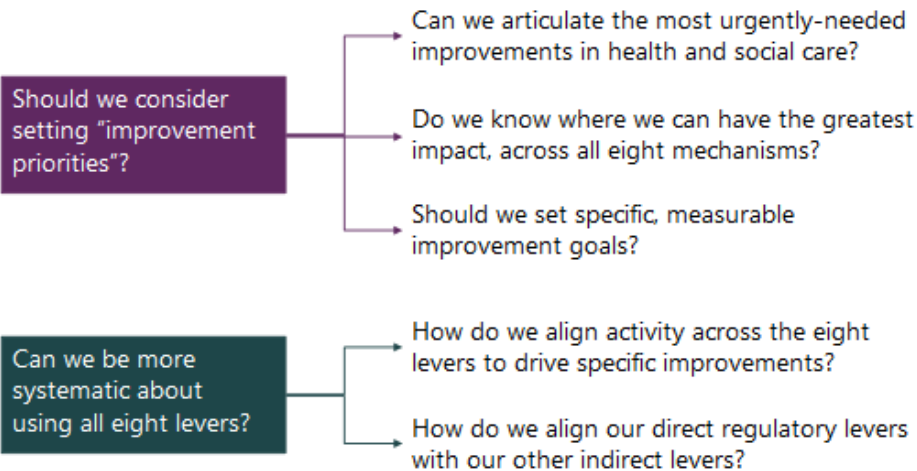 Should we consider
setting "improvement
priorities"?
Can we articulate the most urgently-needed
improvements in health and social care?
Do we know where we can have the greatest
impact, across all eight mechanisms?
Should we set specific, measurable
improvement goals?
Can we be more
systematic about
using all eight levers?
How do we align activity across the eight
levers to drive specific improvements?
How do we align our direct regulatory levers
with our other indirect levers?